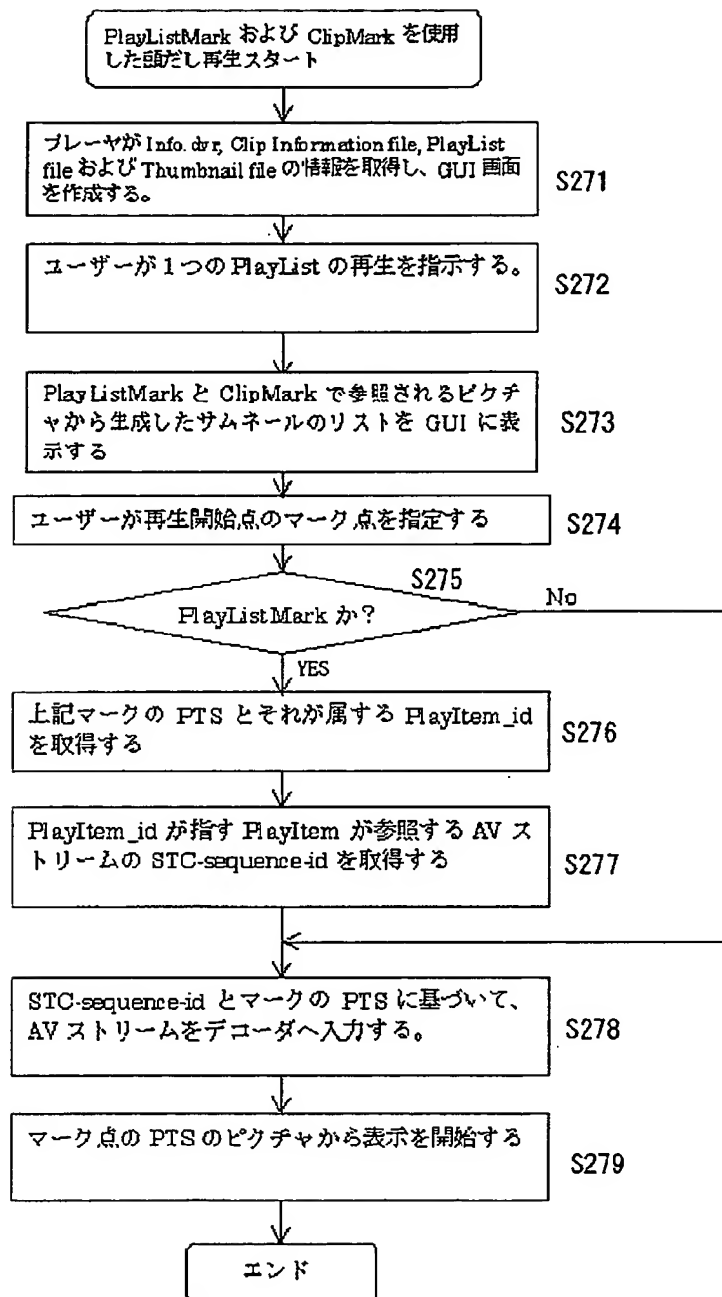 PlayListMark および ClipMark を使用
した頭だし再生スタート
プレーヤが Info.dvr, Clip Information file, PlayList
file および Thumbnail file の情報を取得し、GUI 画面
を作成する。
S271
ユーザーが 1 つの PlayList の再生を指示する。
S272
PlayListMark と ClipMark で参照されるピクチ
ャから生成したサムネールのリストを GUI に表
示する
S273
ユーザーが再生開始点のマーク点を指定する
S274
S275
PlayListMark か?
No
YES
上記マークの PTS とそれが属する PlayItem_id
を取得する
S276
PlayItem_id が指す PlayItem が参照する AV ス
トリームの STC-sequence-id を取得する
S277
STC-sequence-id とマークの PTS に基づいて、
AV ストリームをデコーダへ入力する。
S278
マーク点の PTS のピクチャから表示を開始する
S279
エンド